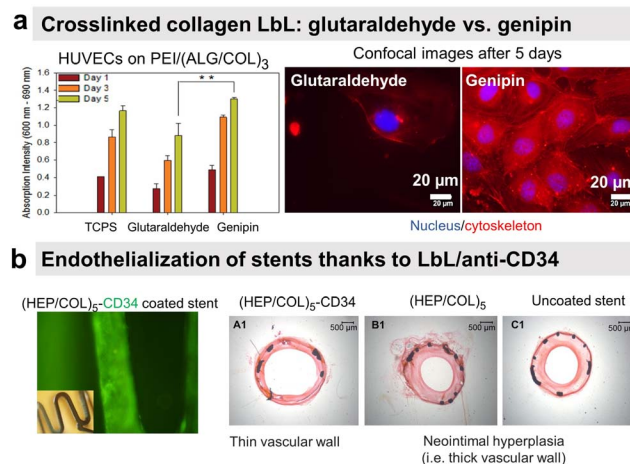 a Crosslinked collagen LbL: glutaraldehyde vs. genipin
HUVECs on PEI/(ALG/COL)3
Absorption Intensity (600 nm - 690 nm)
1.6
1.4
1.2
1.0
0.8
0.6
0.4
0.2
0.0
Day 1
Day 3
Day 5
* *
TCPS Glutaraldehyde Genipin
Confocal images after 5 days
Glutaraldehyde
20 µm
20 µm
Genipin
20 µm
20 µm
Nucleus/cytoskeleton
b Endothelialization of stents thanks to LbL/anti-CD34
(HEP/COL)5-CD34 coated stent
(HEP/COL)5-CD34
(HEP/COL)5
Uncoated stent
A1 500 µm
B1 500 µm
C1 500 µm
Thin vascular wall
Neointimal hyperplasia
(i.e. thick vascular wall)